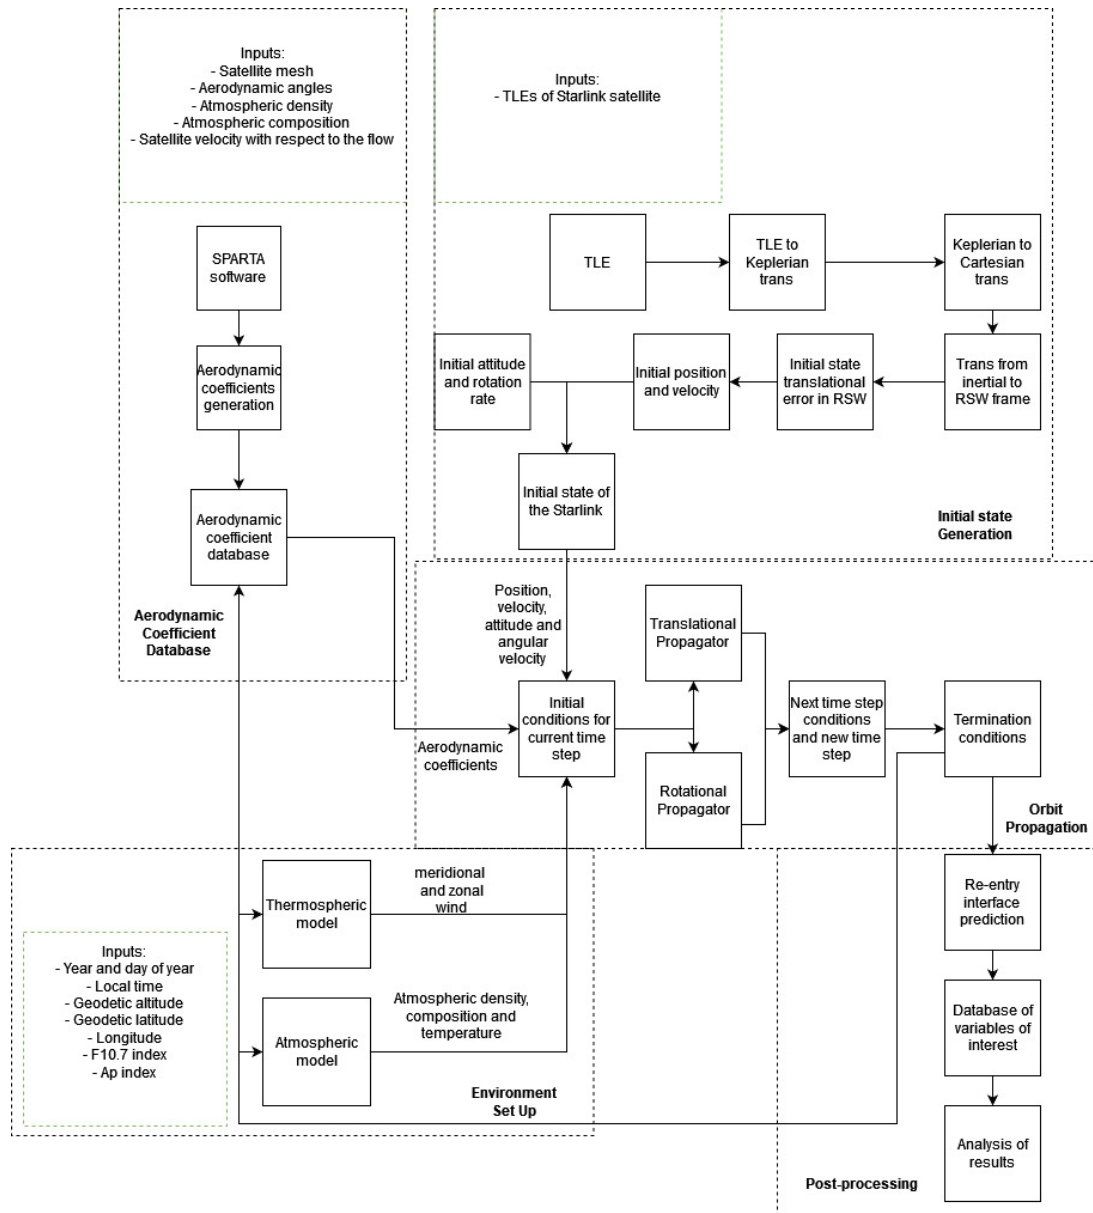 Inputs:
- Satellite mesh
- Aerodynamic angles
- Atmospheric density
- Atmospheric composition
- Satellite velocity with respect to the flow
Inputs:
- TLEs of Starlink satellite
SPARTA
software
Aerodynamic
coefficients
generation
Aerodynamic
coefficient
database
Aerodynamic
Coefficient
Database
TLE
TLE to
Keplerian
trans
Keplerian to
Cartesian
trans
Trans from
inertial to
RSW frame
Initial state
translational
error in RSW
Initial position
and velocity
Initial attitude
and rotation
rate
Initial state of
the Starlink
Initial state
Generation
Position,
velocity,
attitude and
angular
velocity
Aerodynamic
coefficients
Initial
conditions for
current time
step
Translational
Propagator
Rotational
Propagator
Next time step
conditions
and new time
step
Termination
conditions
Orbit
Propagation
Inputs:
- Year and day of year
- Local time
- Geodetic altitude
- Geodetic latitude
- Longitude
- F10.7 index
- Ap index
Thermospheric
model
meridional
and zonal
wind
Atmospheric
model
Atmospheric density,
composition and
temperature
Environment
Set Up
Re-entry
interface
prediction
Database of
variables of
interest
Analysis of
results
Post-processing